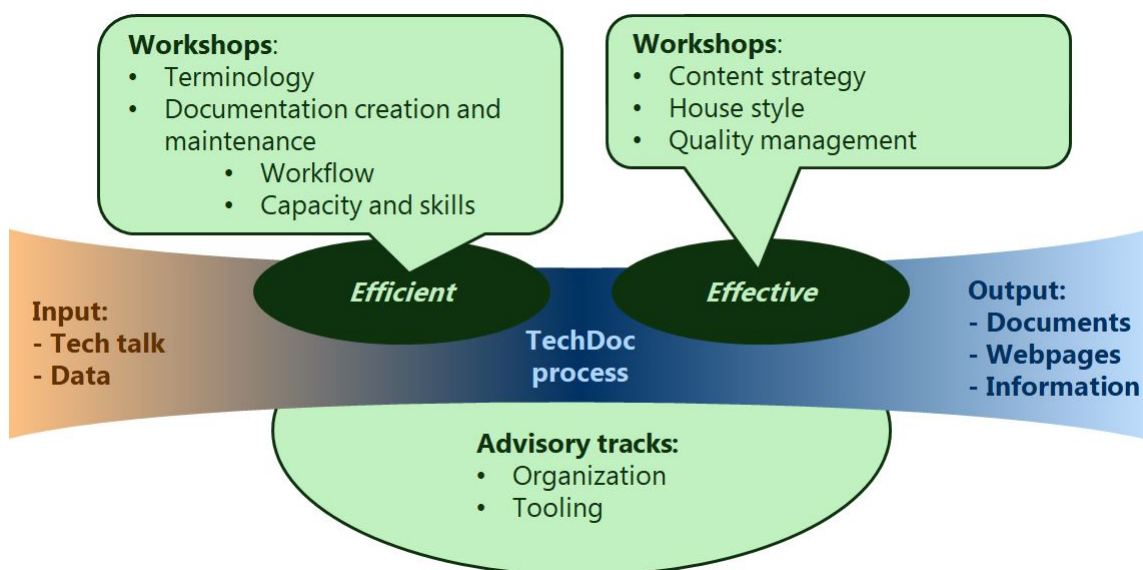 Workshops:
• Terminology
• Documentation creation and
maintenance
• Workflow
• Capacity and skills
Workshops:
• Content strategy
• House style
• Quality management
Efficient
Effective
Input:
- Tech talk
- Data
TechDoc
process
Output:
- Documents
- Webpages
- Information
Advisory tracks:
• Organization
• Tooling